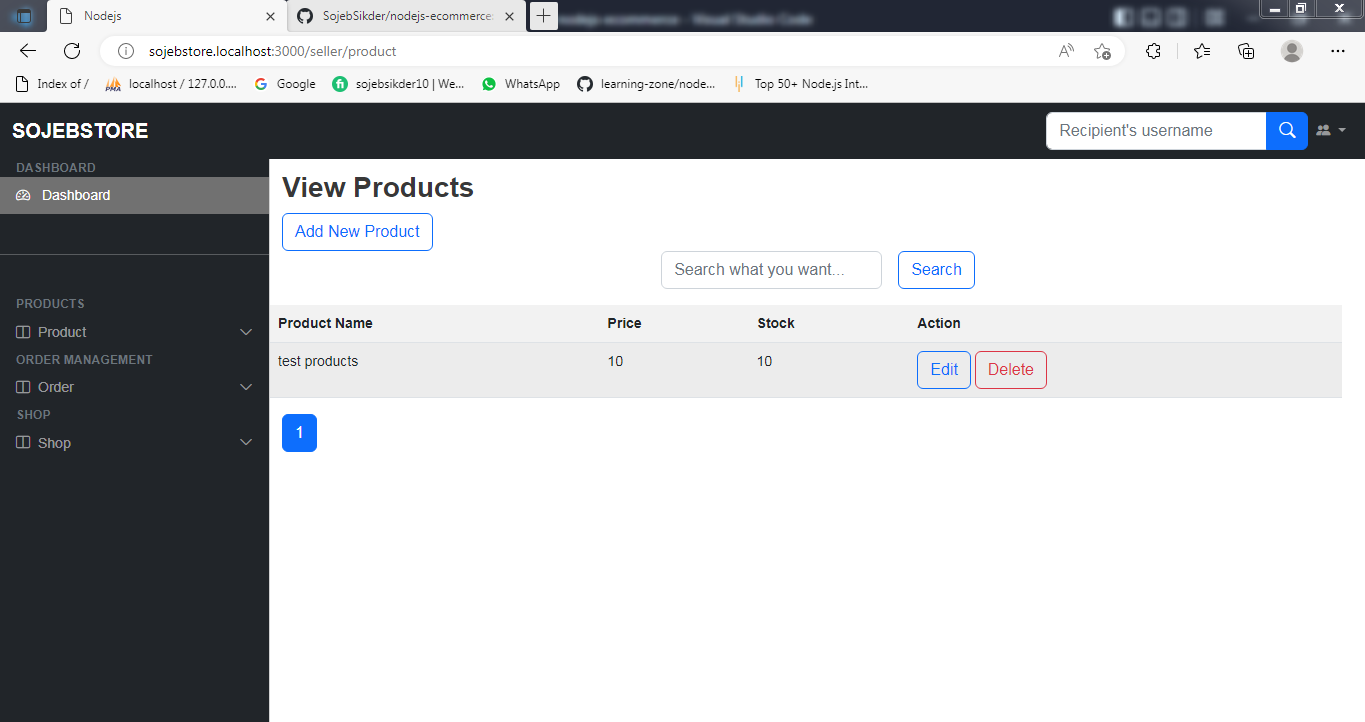 Nodejs
SojebSikder/nodejs-ecommerce:
nodejs-ecommerce - Visual Studio Code
sojebstore.localhost:3000/seller/product
Index of /
localhost / 127.0.0....
Google
sojebsikder10 | We...
WhatsApp
learning-zone/node...
Top 50+ Node.js Int...
SOJEBSTORE
Recipient's username
DASHBOARD
Dashboard
PRODUCTS
Product
ORDER MANAGEMENT
Order
SHOP
Shop
View Products
Add New Product
Search what you want...
Search
Product Name Price Stock Action
test products 10 10 Edit Delete
1